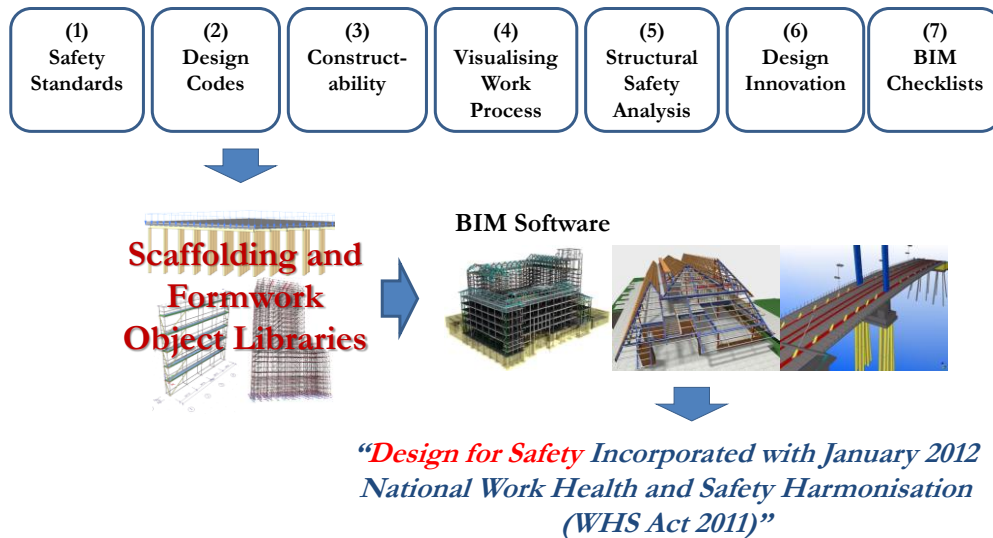 (1)
Safety
Standards
(2)
Design
Codes
(3)
Construct-
ability
(4)
Visualising
Work
Process
(5)
Structural
Safety
Analysis
(6)
Design
Innovation
(7)
BIM
Checklists
Scaffolding and
Formwork
Object Libraries
BIM Software
“Design for Safety Incorporated with January 2012
National Work Health and Safety Harmonisation
(WHS Act 2011)”